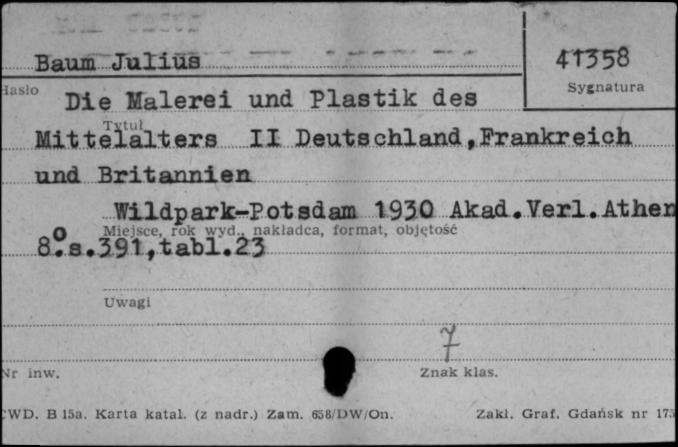 Baum Julius
41358
Hasło
Sygnatura
Die Malerei und Plastik des
Tytuł
Mittelalters II Deutschland,Frankreich
und Britannien
Wildpark-Potsdam 1930 Akad.Verl.Athen
Miejsce, rok wyd., nakładca, format, objętość
8°.s.391,tabl.23
Uwagi
7
Nr inw.
Znak klas.
CWD. B 15a. Karta katal. (z nadr.) Zam. 658/DW/On.
Zakł. Graf. Gdańsk nr 175